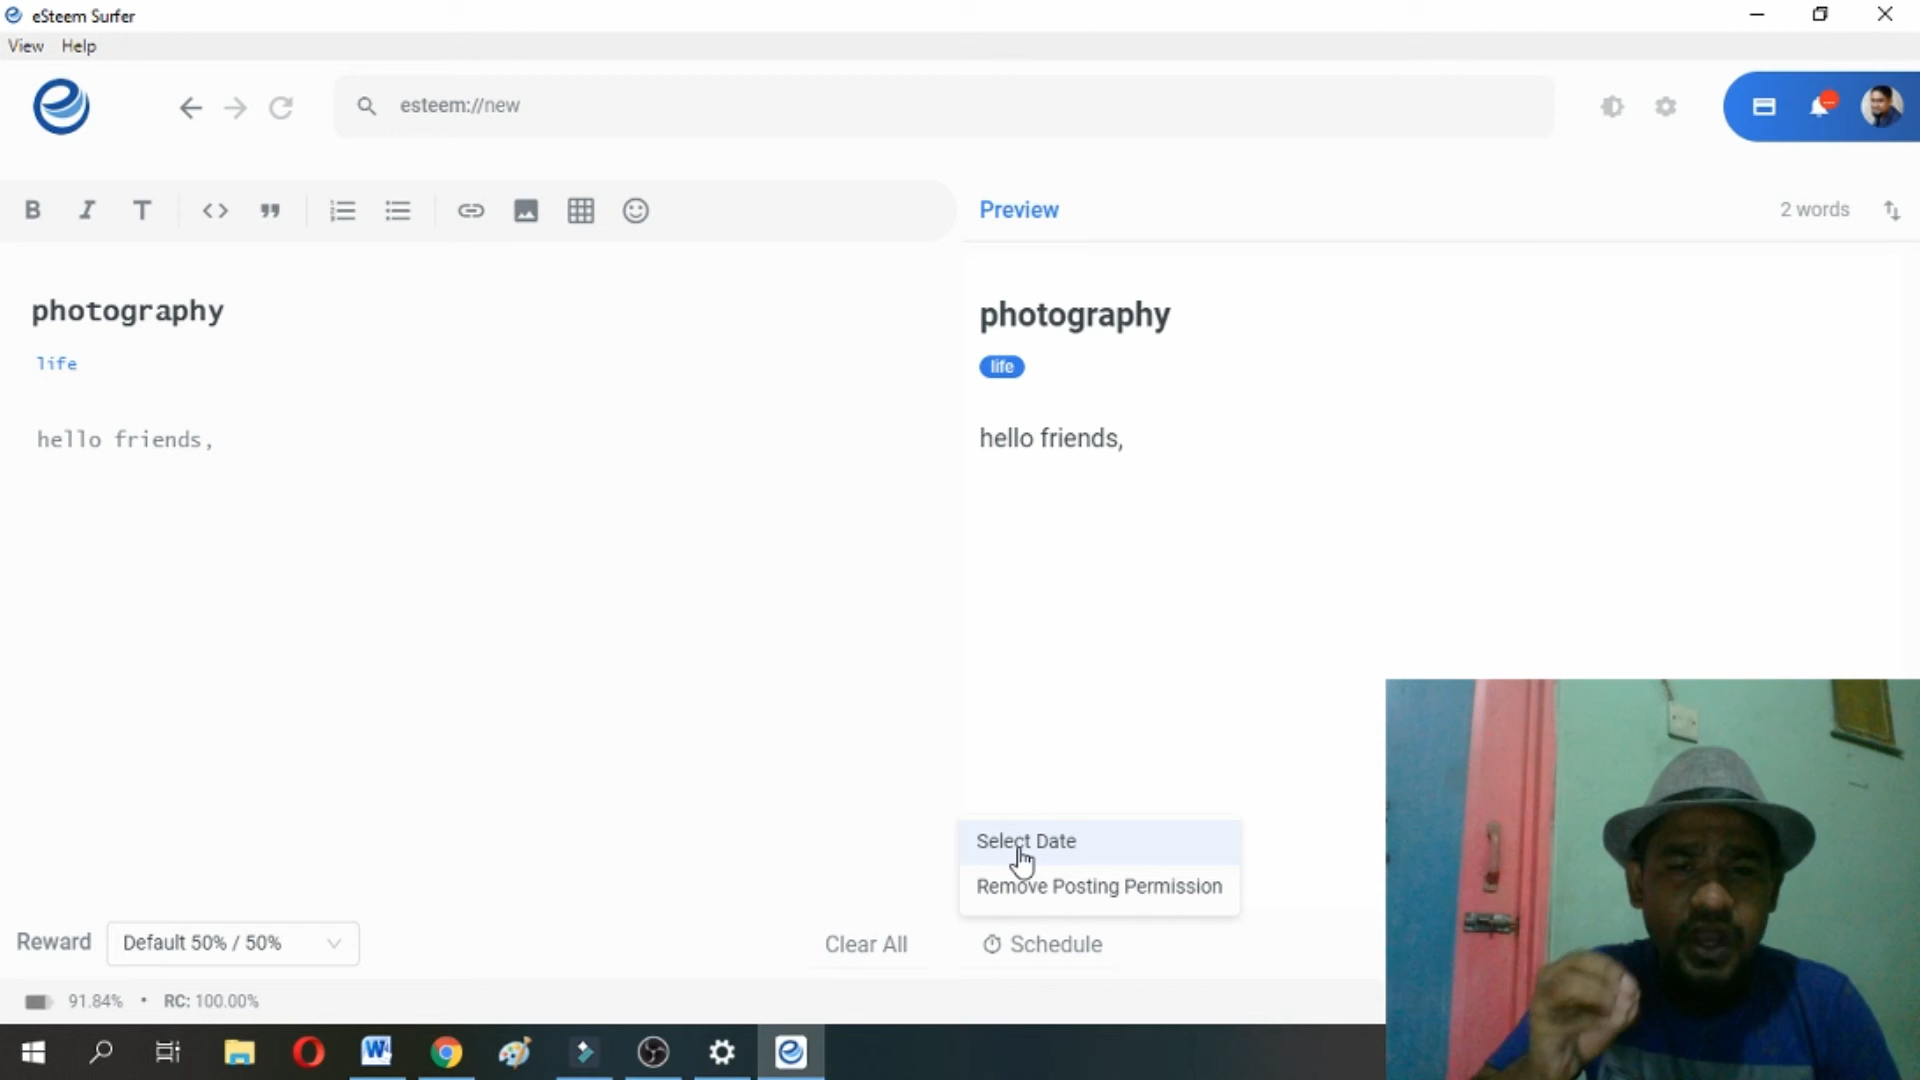 eSteem Surfer
View Help
esteem://new
Preview
2 words
photography
life
hello friends,
photography
life
hello friends,
Select Date
Remove Posting Permission
Reward
Default 50% / 50%
Clear All
Schedule
91.84% • RC: 100.00%